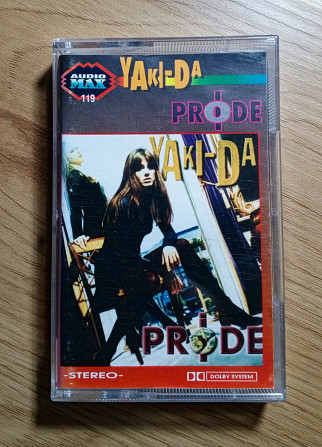 AUDIO
MAX
119
YAKI-DA
PRIDE
YAKI-DA
PRIDE
-STEREO-
DOLBY SYSTEM